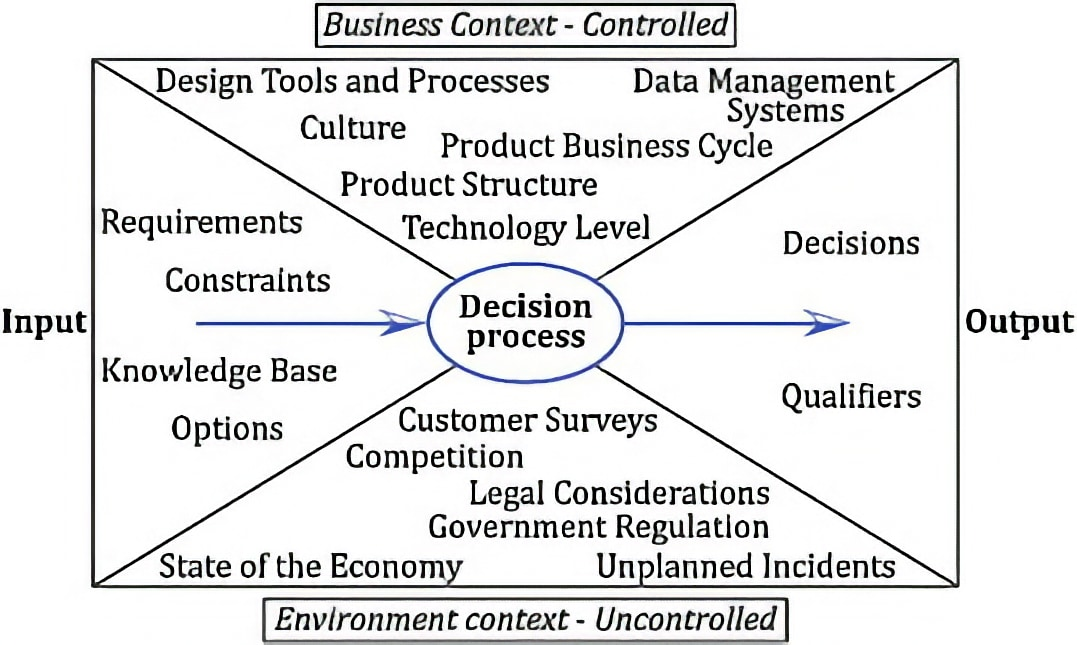 Business Context - Controlled
Design Tools and Processes
Data Management
Systems
Culture
Product Business Cycle
Product Structure
Technology Level
Requirements
Constraints
Input
Knowledge Base
Options
Decision
process
Decisions
Output
Qualifiers
Customer Surveys
Competition
Legal Considerations
Government Regulation
State of the Economy
Unplanned Incidents
Environment context - Uncontrolled